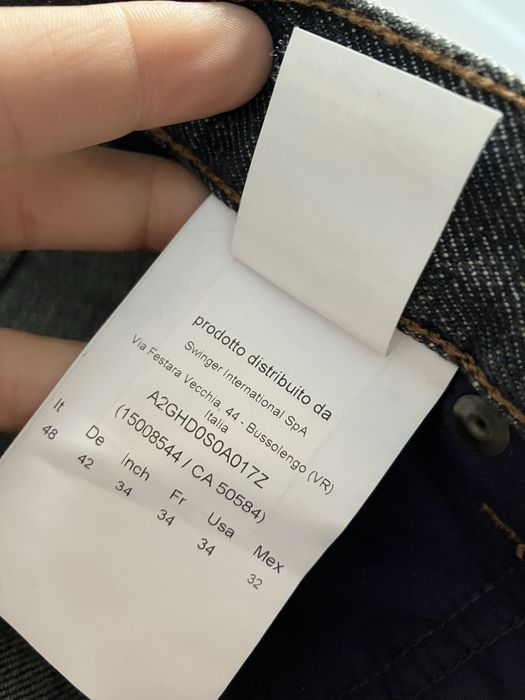 prodotto distribuito da
Swinger International SpA
Via Festara Vecchia, 44 - Bussolengo (VR)
Italia
A2GHD0S0A017Z
(15008544 / CA 50584)
It De Inch Fr Usa Mex
48 42 34 34 34 32